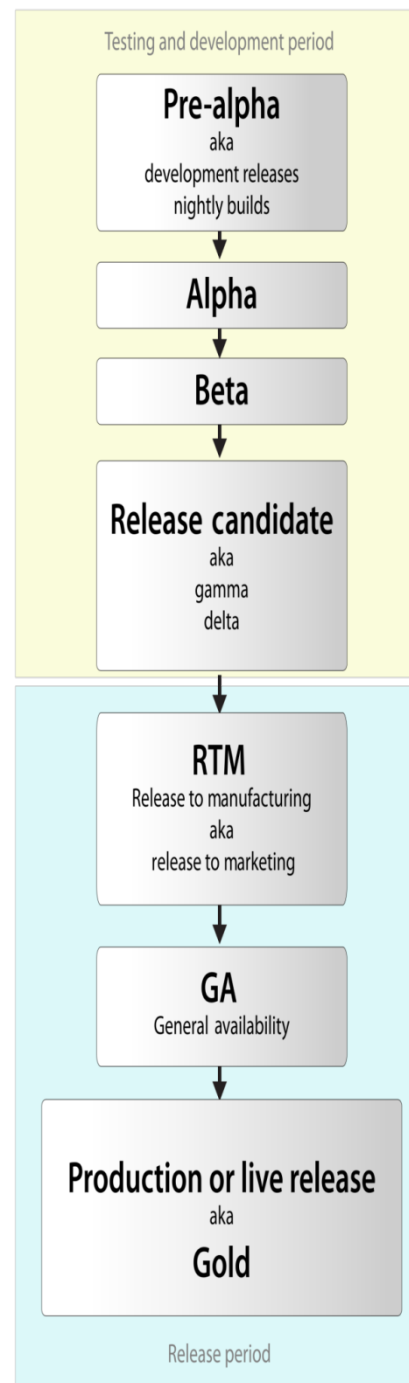 Testing and development period
Pre-alpha
aka
development releases
nightly builds
Alpha
Beta
Release candidate
aka
gamma
delta
RTM
Release to manufacturing
aka
release to marketing
GA
General availability
Production or live release
aka
Gold
Release period